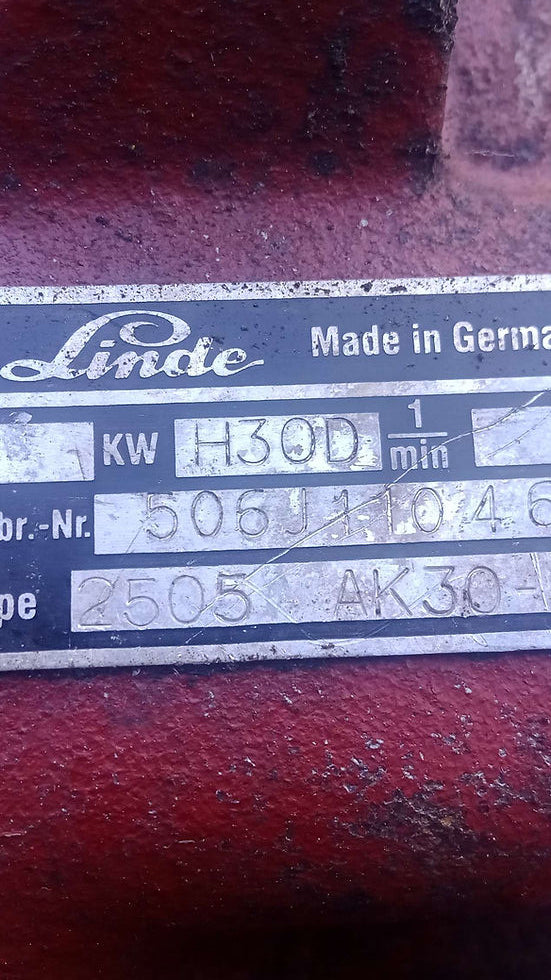 Linde Made in Germa
KW H30D 1/min
br.-Nr. 506J11046
pe 2505 AK30-